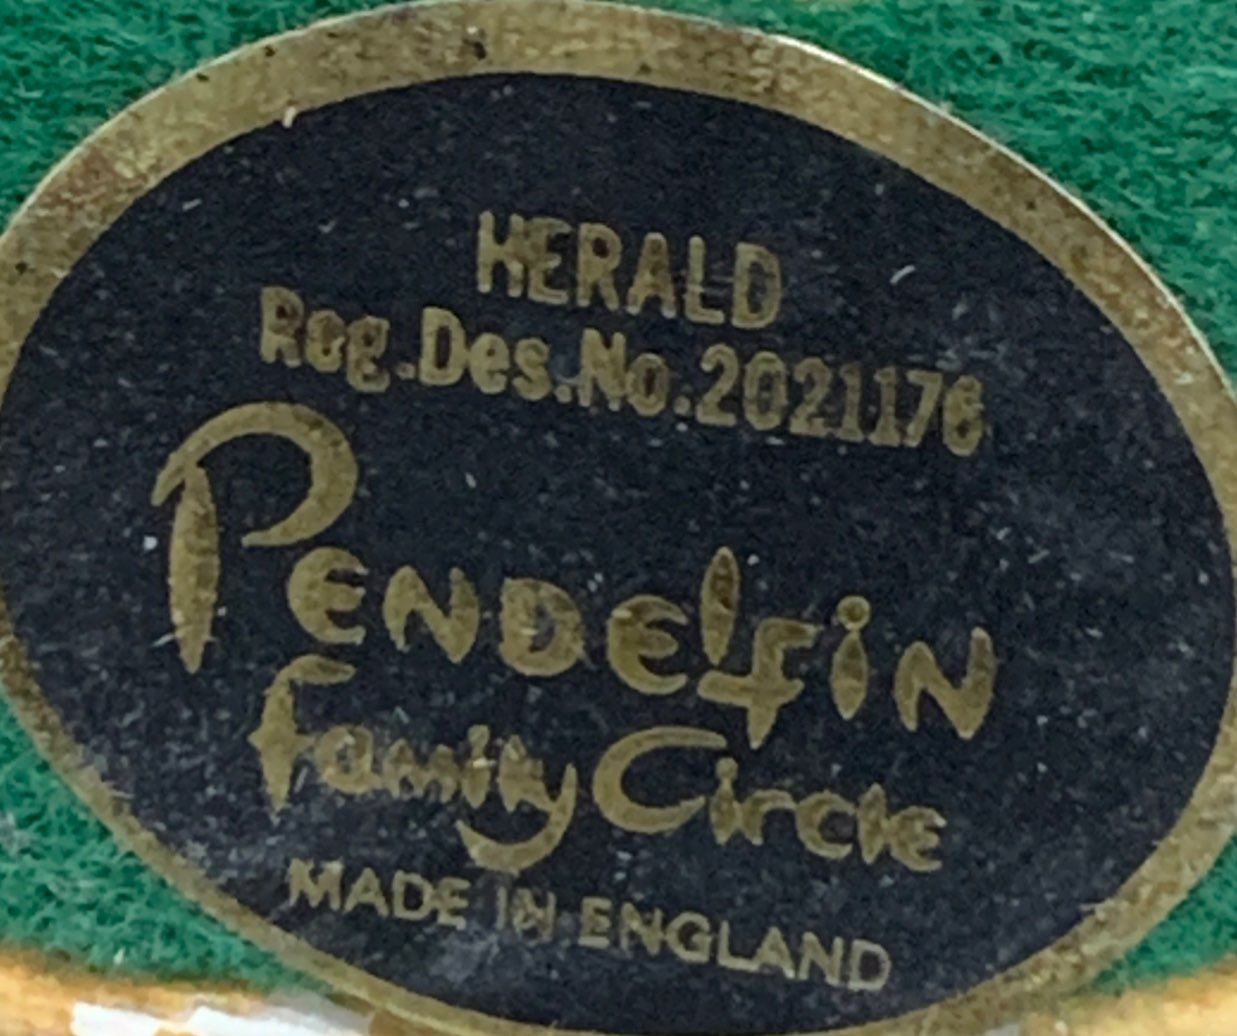 HERALD
Reg.Des.No.2021176
PENDELFIN
Family Circle
MADE IN ENGLAND